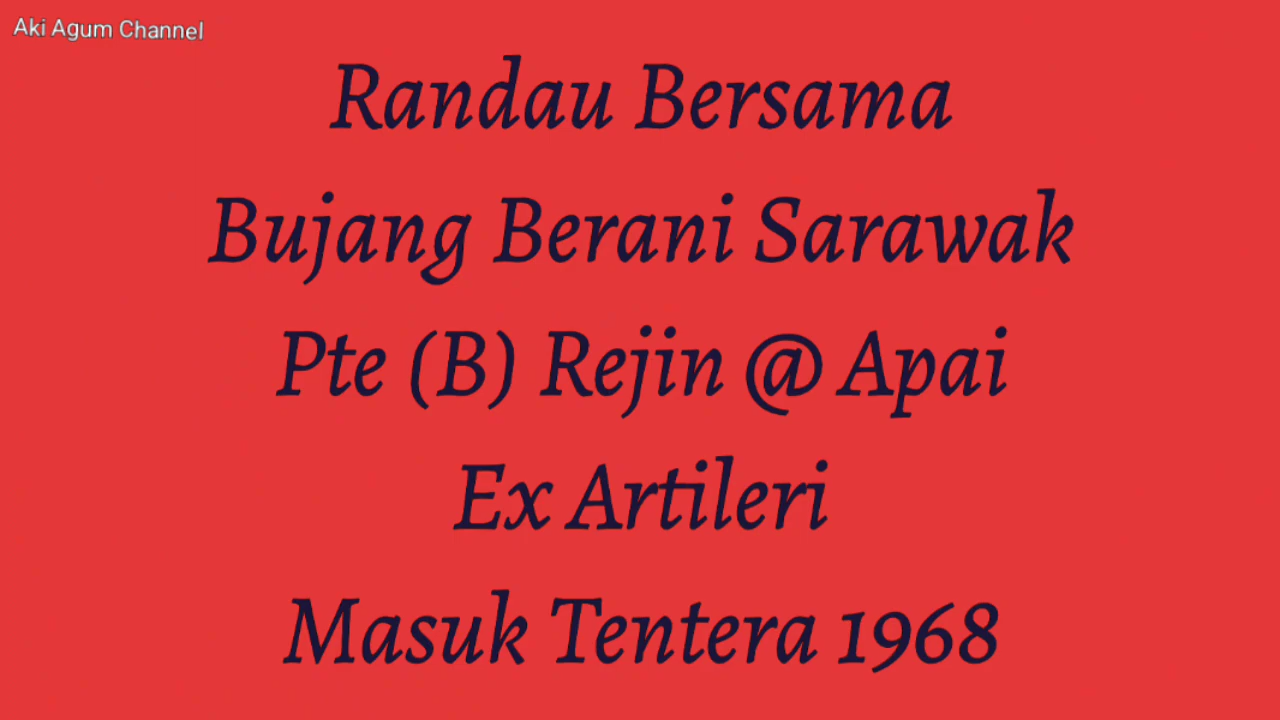 Aki Agum Channel
Randau Bersama
Bujang Berani Sarawak
Pte (B) Rejin @ Apai
Ex Artileri
Masuk Tentera 1968